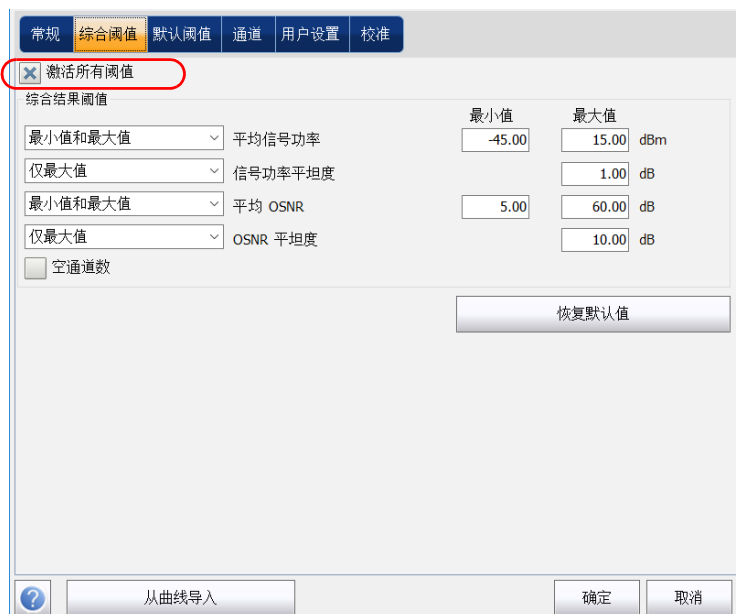 常规 综合阈值 默认阈值 通道 用户设置 校准
激活所有阈值
综合结果阈值
最小值 最大值
最小值和最大值 平均信号功率 -45.00 15.00 dBm
仅最大值 信号功率平坦度 1.00 dB
最小值和最大值 平均 OSNR 5.00 60.00 dB
仅最大值 OSNR 平坦度 10.00 dB
空通道数
恢复默认值
? 从曲线导入 确定 取消